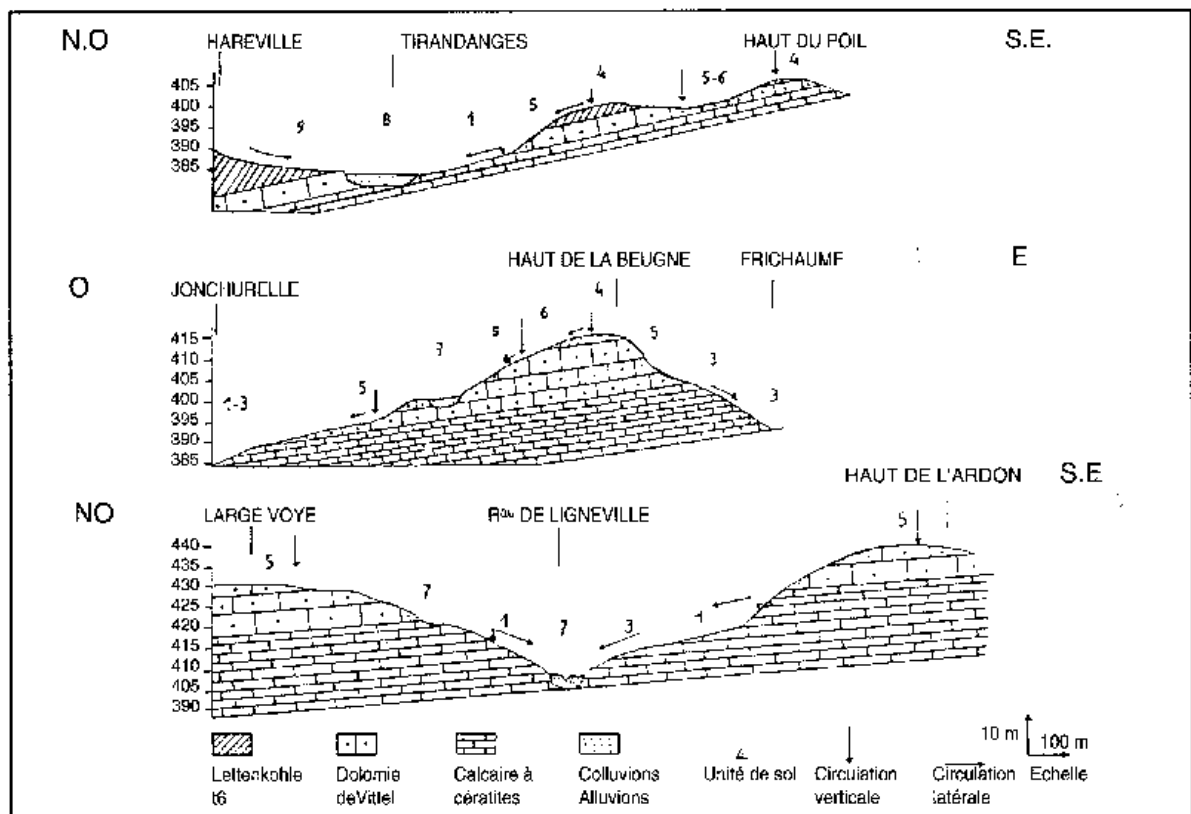 N.O HAREVILLE TIRANDANGES HAUT DU POIL S.E.
4 5-6 4
405
400
395
390
385
9 8 1 5
HAUT DE LA BEUGNE FRICHAUME E
O JONCHURELLE
4
6 5
415
410
405
400
395
390
385
5 3
3
HAUT DE L'ARDON S.E
NO LARGE VOYE Rau DE LIGNEVILLE
5
440
435
430
425
420
415
410
405
390
5 7
1 7 3 1
Lettenkohle
t6
Dolomie
de Vittel
Calcaire à
cératites
Colluvions
Alluvions
Unité de sol
Circulation
verticale
Circulation
latérale
10 m
100 m
Echelle